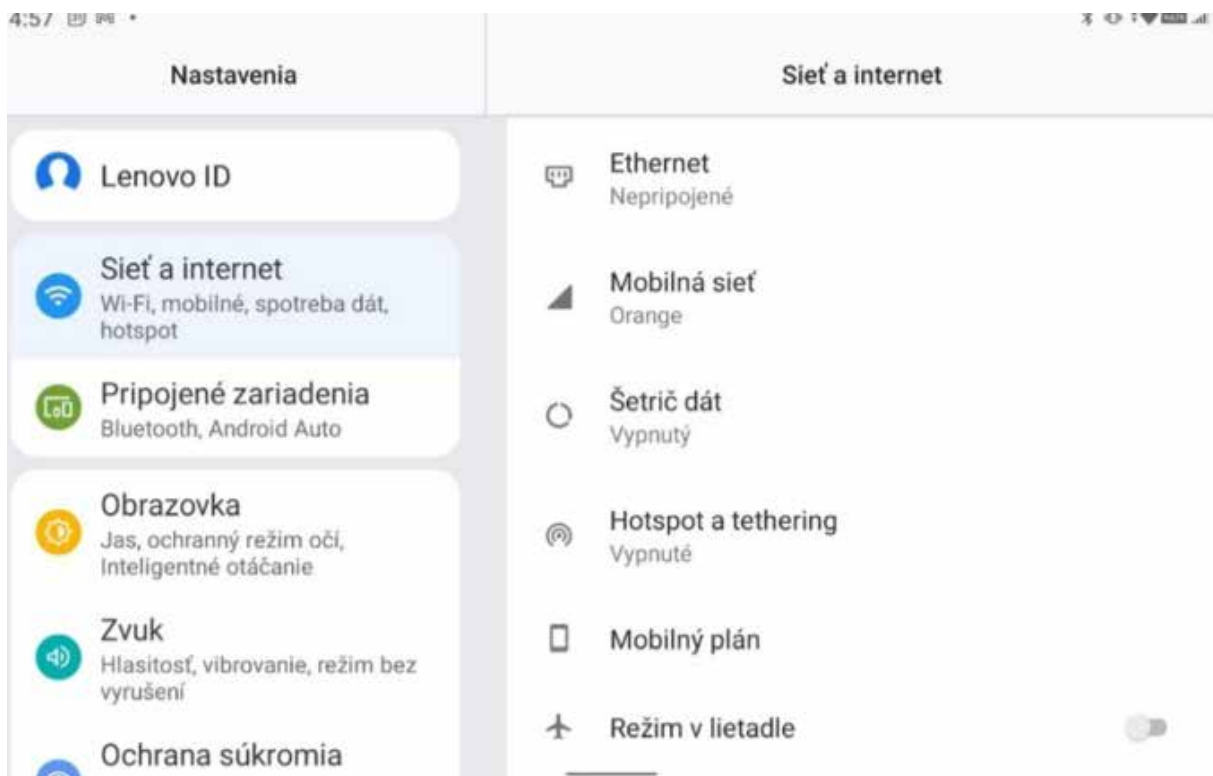 4:57
Nastavenia
Lenovo ID
Sieť a internet
Wi-Fi, mobilné, spotreba dát,
hotspot
Pripojené zariadenia
Bluetooth, Android Auto
Obrazovka
Jas, ochranný režim očí,
Inteligentné otáčanie
Zvuk
Hlasitosť, vibrovanie, režim bez
vyrušení
Ochrana súkromia
Sieť a internet
Ethernet
Nepripojené
Mobilná sieť
Orange
Šetrič dát
Vypnutý
Hotspot a tethering
Vypnuté
Mobilný plán
Režim v lietadle